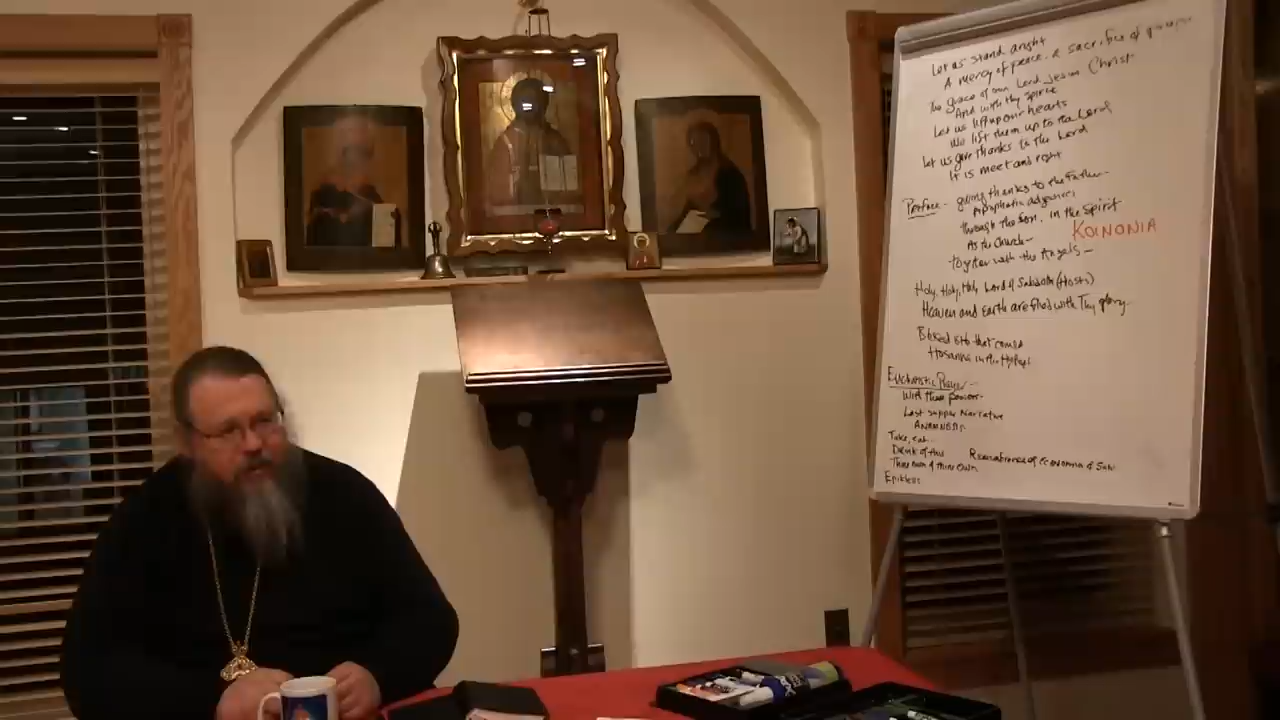 Let us stand aright
A mercy of peace, a sacrifice of praise
The grace of our Lord Jesus Christ
And with thy spirit
Let us lift up our hearts
We lift them up to the Lord
Let us give thanks to the Lord
It is meet and right
Preface - giving thanks to the Father -
Apophatic
through the Son, in the Spirit
KOINONIA
As the Church -
together with the Angels -
Holy, Holy, Holy Lord of Sabaoth (Hosts)
Heaven and Earth are filled with Thy glory
Blessed is He that comes
Hosanna in the Highest
Eucharistic Prayer -
With these powers -
Last Supper Narrative
ANAMNESIS
Take, eat..
Drink of this
Remembrance of Economia of
Thine own of thine own
Epiklesis